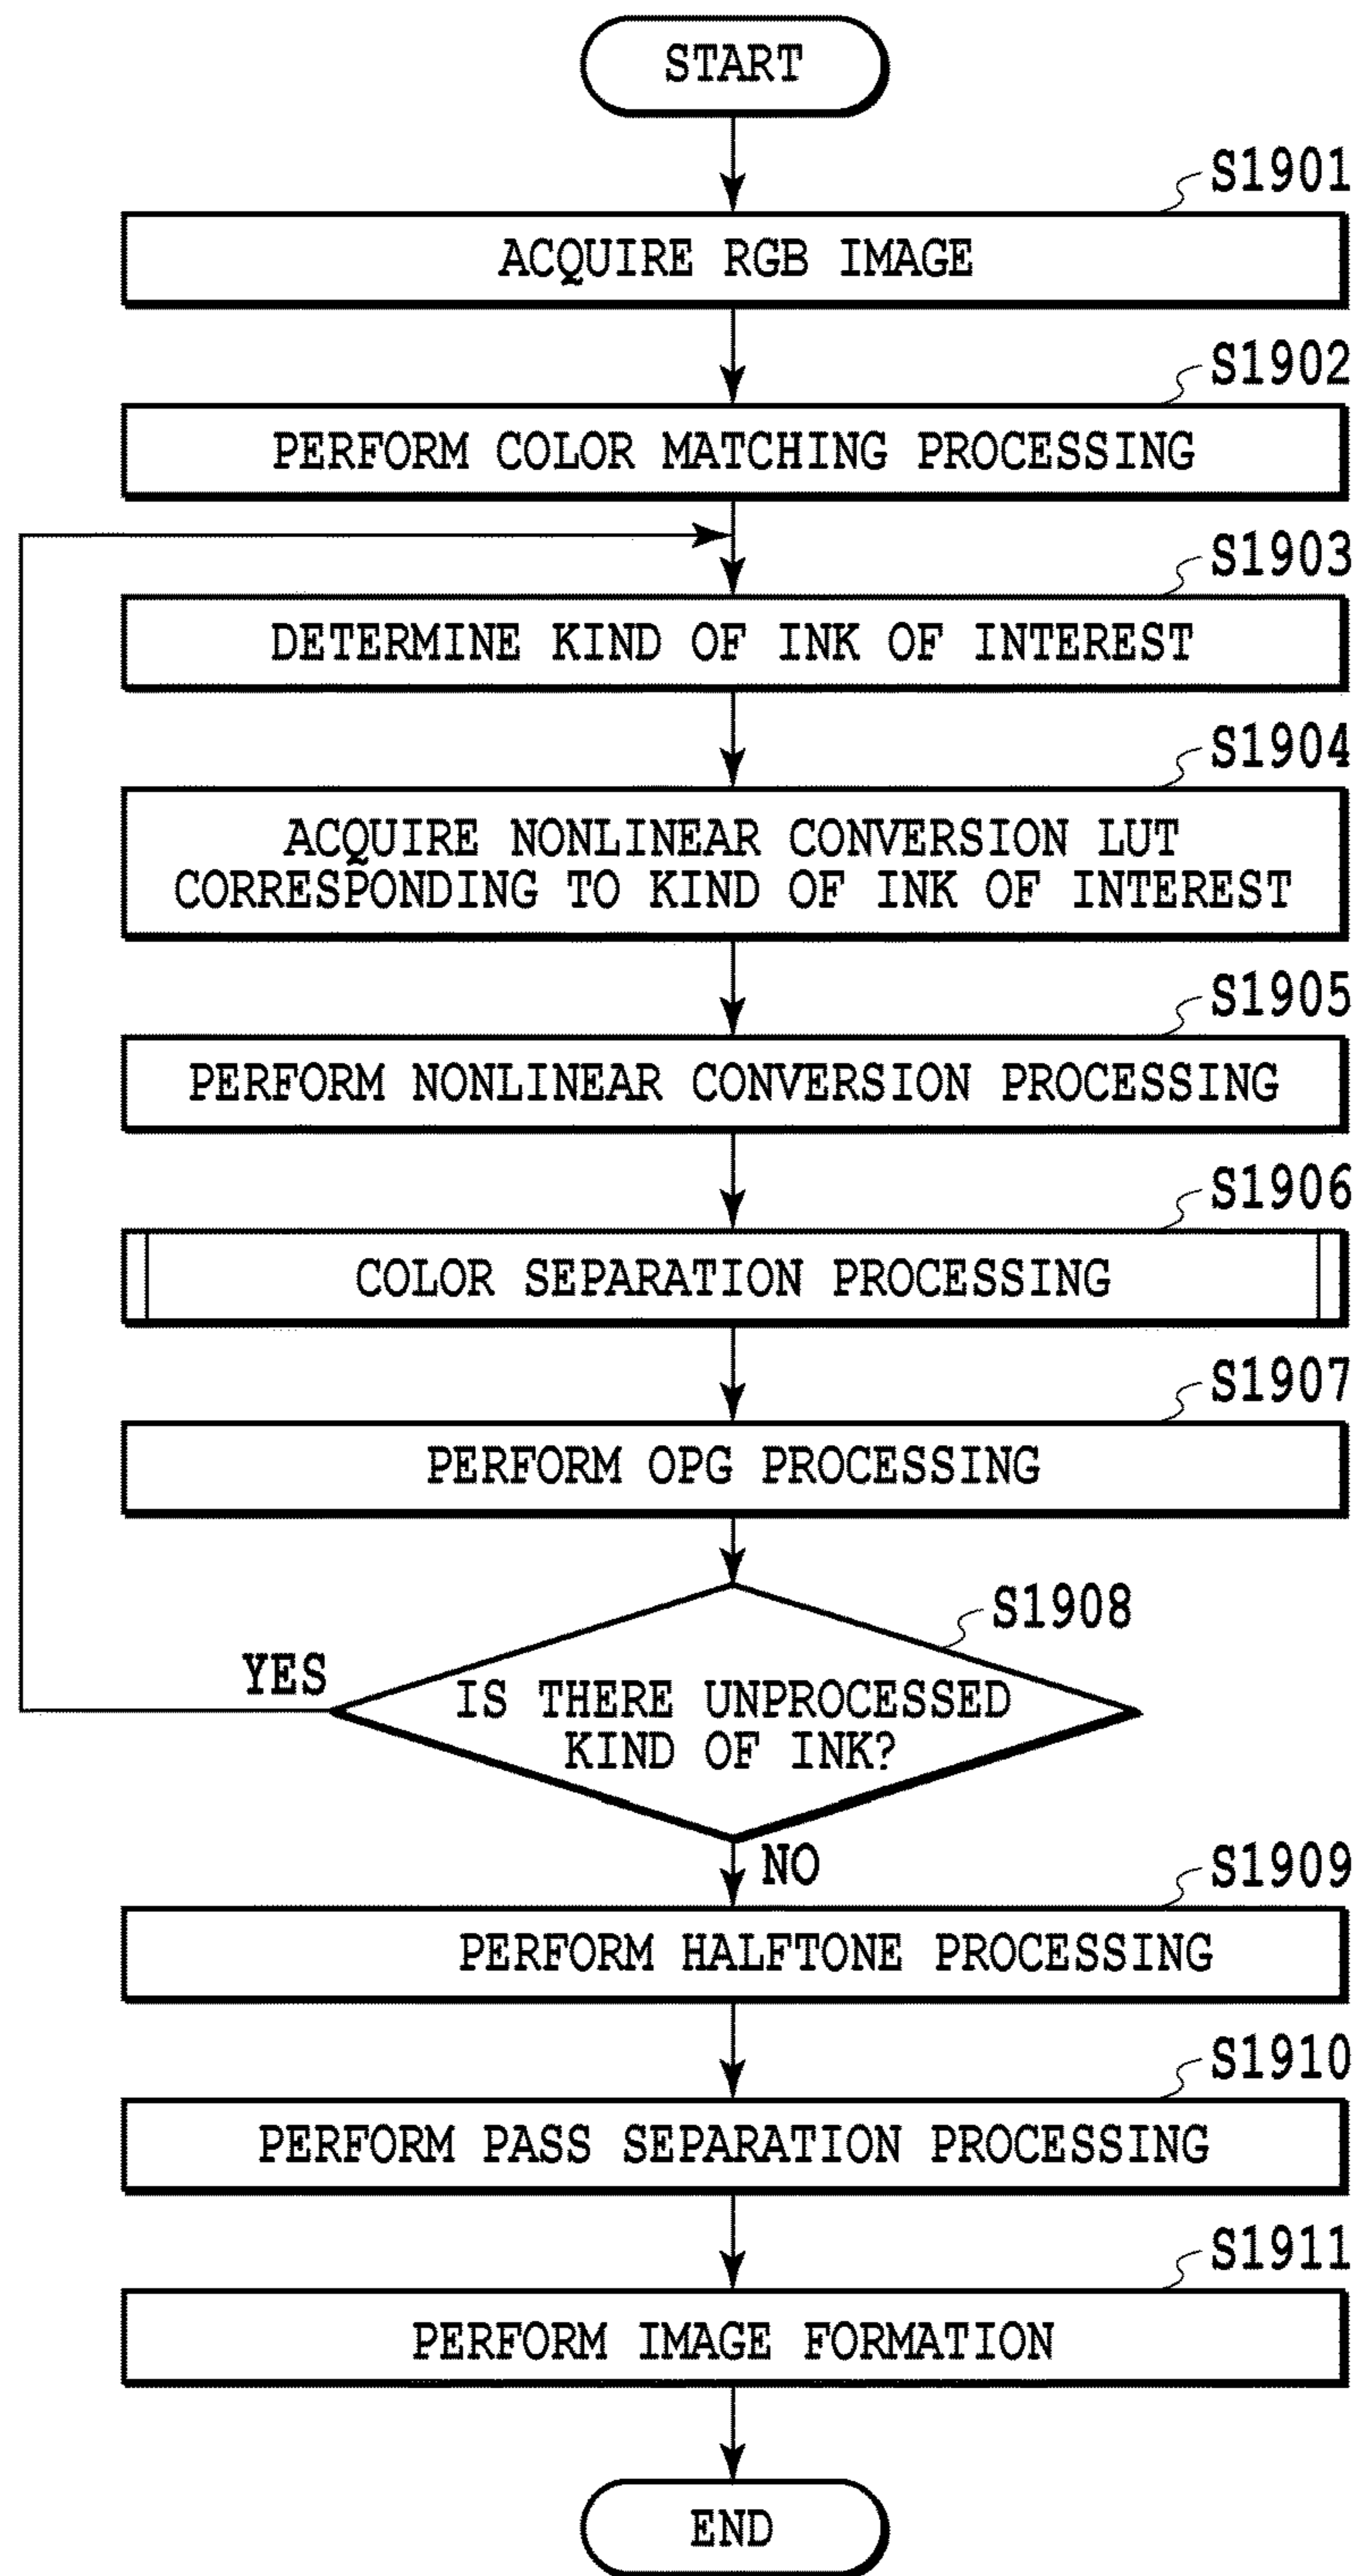 START
S1901
ACQUIRE RGB IMAGE
S1902
PERFORM COLOR MATCHING PROCESSING
S1903
DETERMINE KIND OF INK OF INTEREST
S1904
ACQUIRE NONLINEAR CONVERSION LUT
CORRESPONDING TO KIND OF INK OF INTEREST
S1905
PERFORM NONLINEAR CONVERSION PROCESSING
S1906
COLOR SEPARATION PROCESSING
S1907
PERFORM OPG PROCESSING
S1908
YES
IS THERE UNPROCESSED
KIND OF INK?
NO
S1909
PERFORM HALFTONE PROCESSING
S1910
PERFORM PASS SEPARATION PROCESSING
S1911
PERFORM IMAGE FORMATION
END